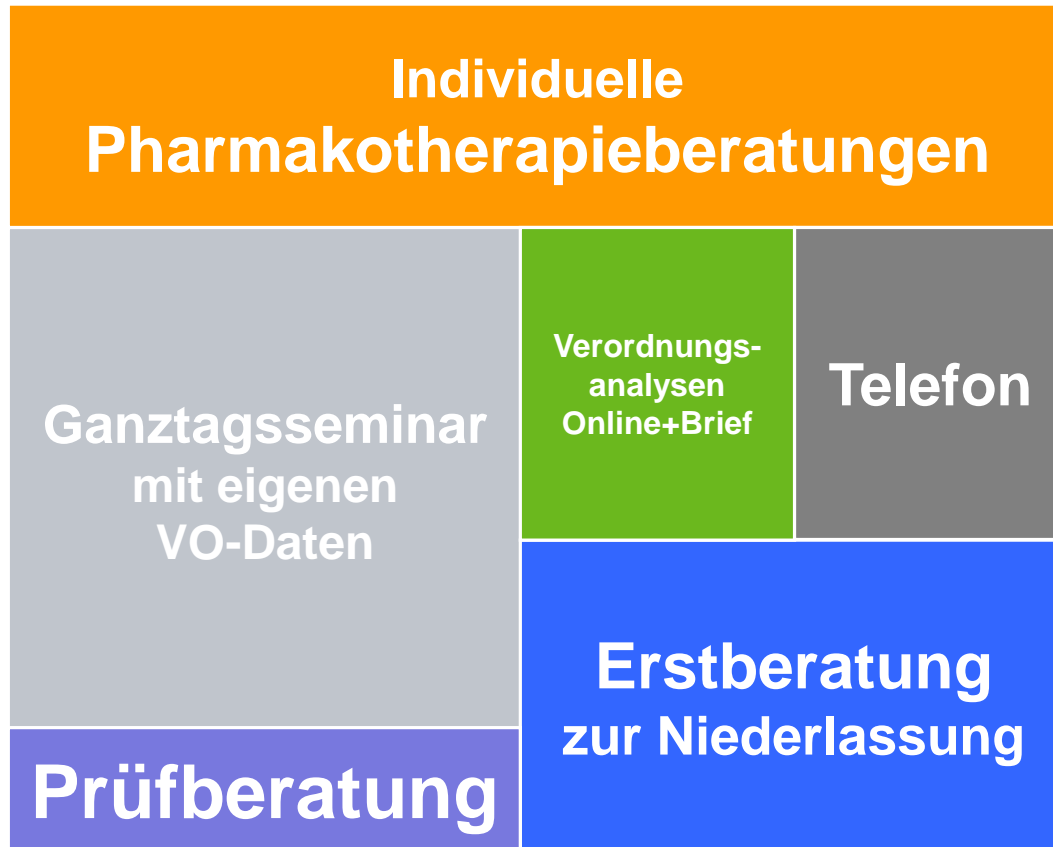 Individuelle
Pharmakotherapieberatungen
Ganztagsseminar
mit eigenen
VO-Daten
Verordnungs-
analysen
Online+Brief
Telefon
Erstberatung
zur Niederlassung
Prüfberatung